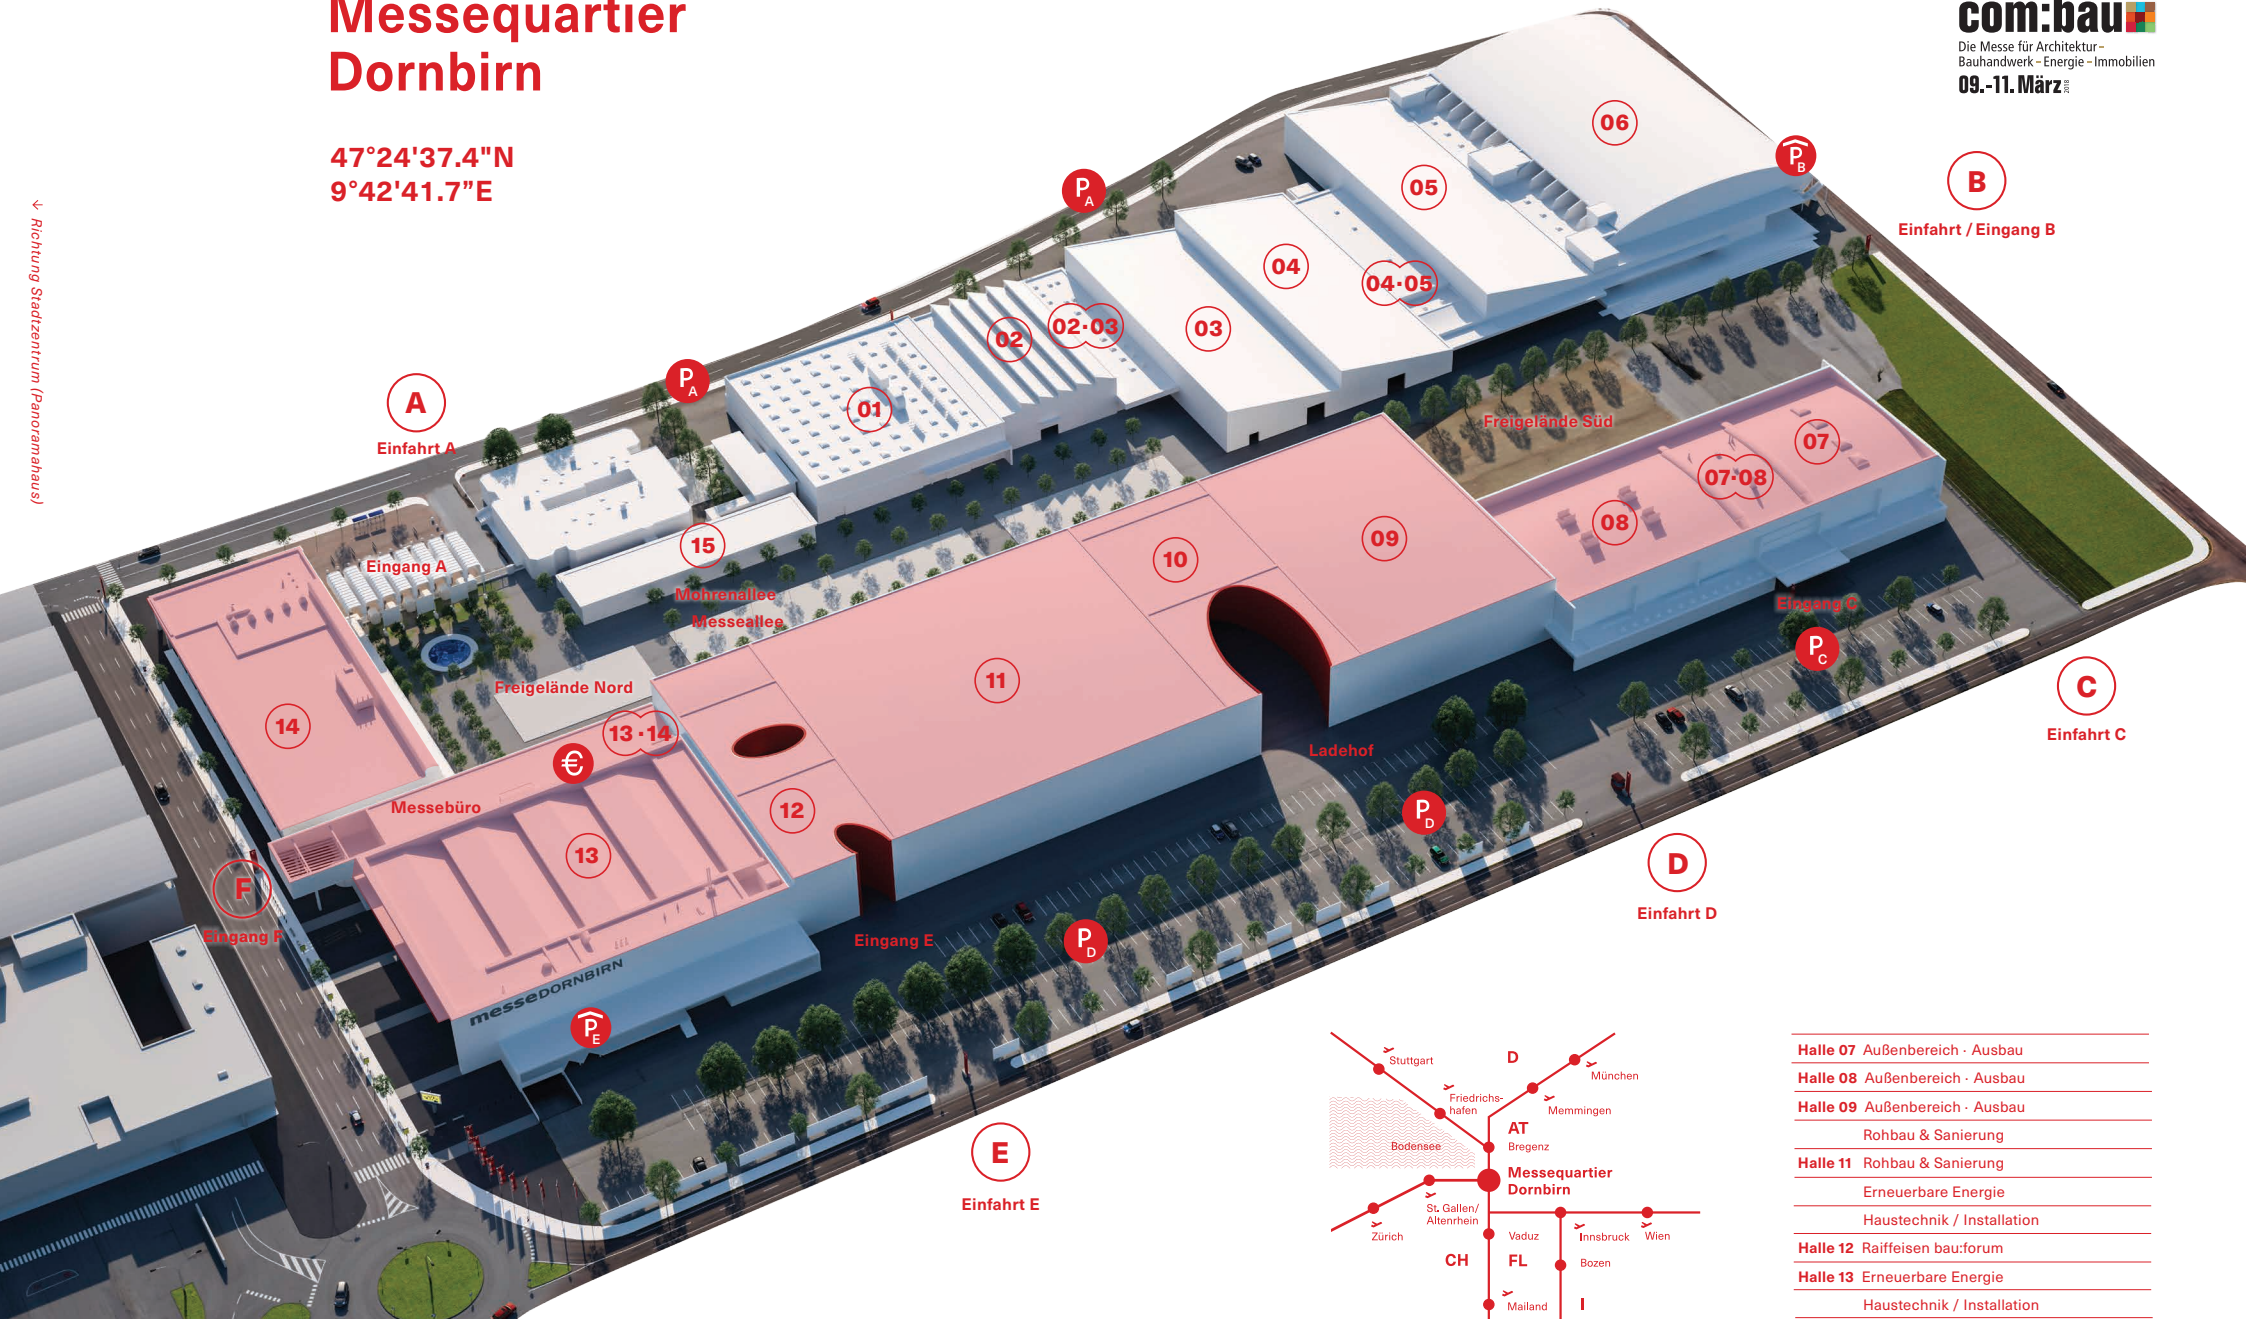 Messequartier
Dornbirn
47°24'37.4"N
9°42'41.7”E
com:bau
Die Messe für Architektur–
Bauhandwerk–Energie–Immobilien
09.-11. März 2018
↓ Richtung Stadtzentrum (Panoramahaus)
06
P B
B
Einfahrt / Eingang B
P A
05
04
04·05
03
02·03
02
P A
01
A
Einfahrt A
Freigelände Süd
07
07·08
08
09
10
15
Eingang A
Mohrenallee
Messeallee
Eingang C
P C
C
Einfahrt C
11
Freigelände Nord
14
13·14
€
Ladehof
Messebüro
12
P D
13
D
Einfahrt D
F
Eingang F
Eingang E
P D
messeDORNBIRN
P E
E
Einfahrt E
Stuttgart
D
München
Friedrichs-
hafen
Memmingen
AT
Bodensee
Bregenz
Messequartier
Dornbirn
St. Gallen/
Altenrhein
Zürich
Vaduz
Innsbruck
Wien
CH
FL
Bozen
Mailand
I
Halle 07 Außenbereich · Ausbau
Halle 08 Außenbereich · Ausbau
Halle 09 Außenbereich · Ausbau
Rohbau & Sanierung
Halle 11 Rohbau & Sanierung
Erneuerbare Energie
Haustechnik / Installation
Halle 12 Raiffeisen bau:forum
Halle 13 Erneuerbare Energie
Haustechnik / Installation